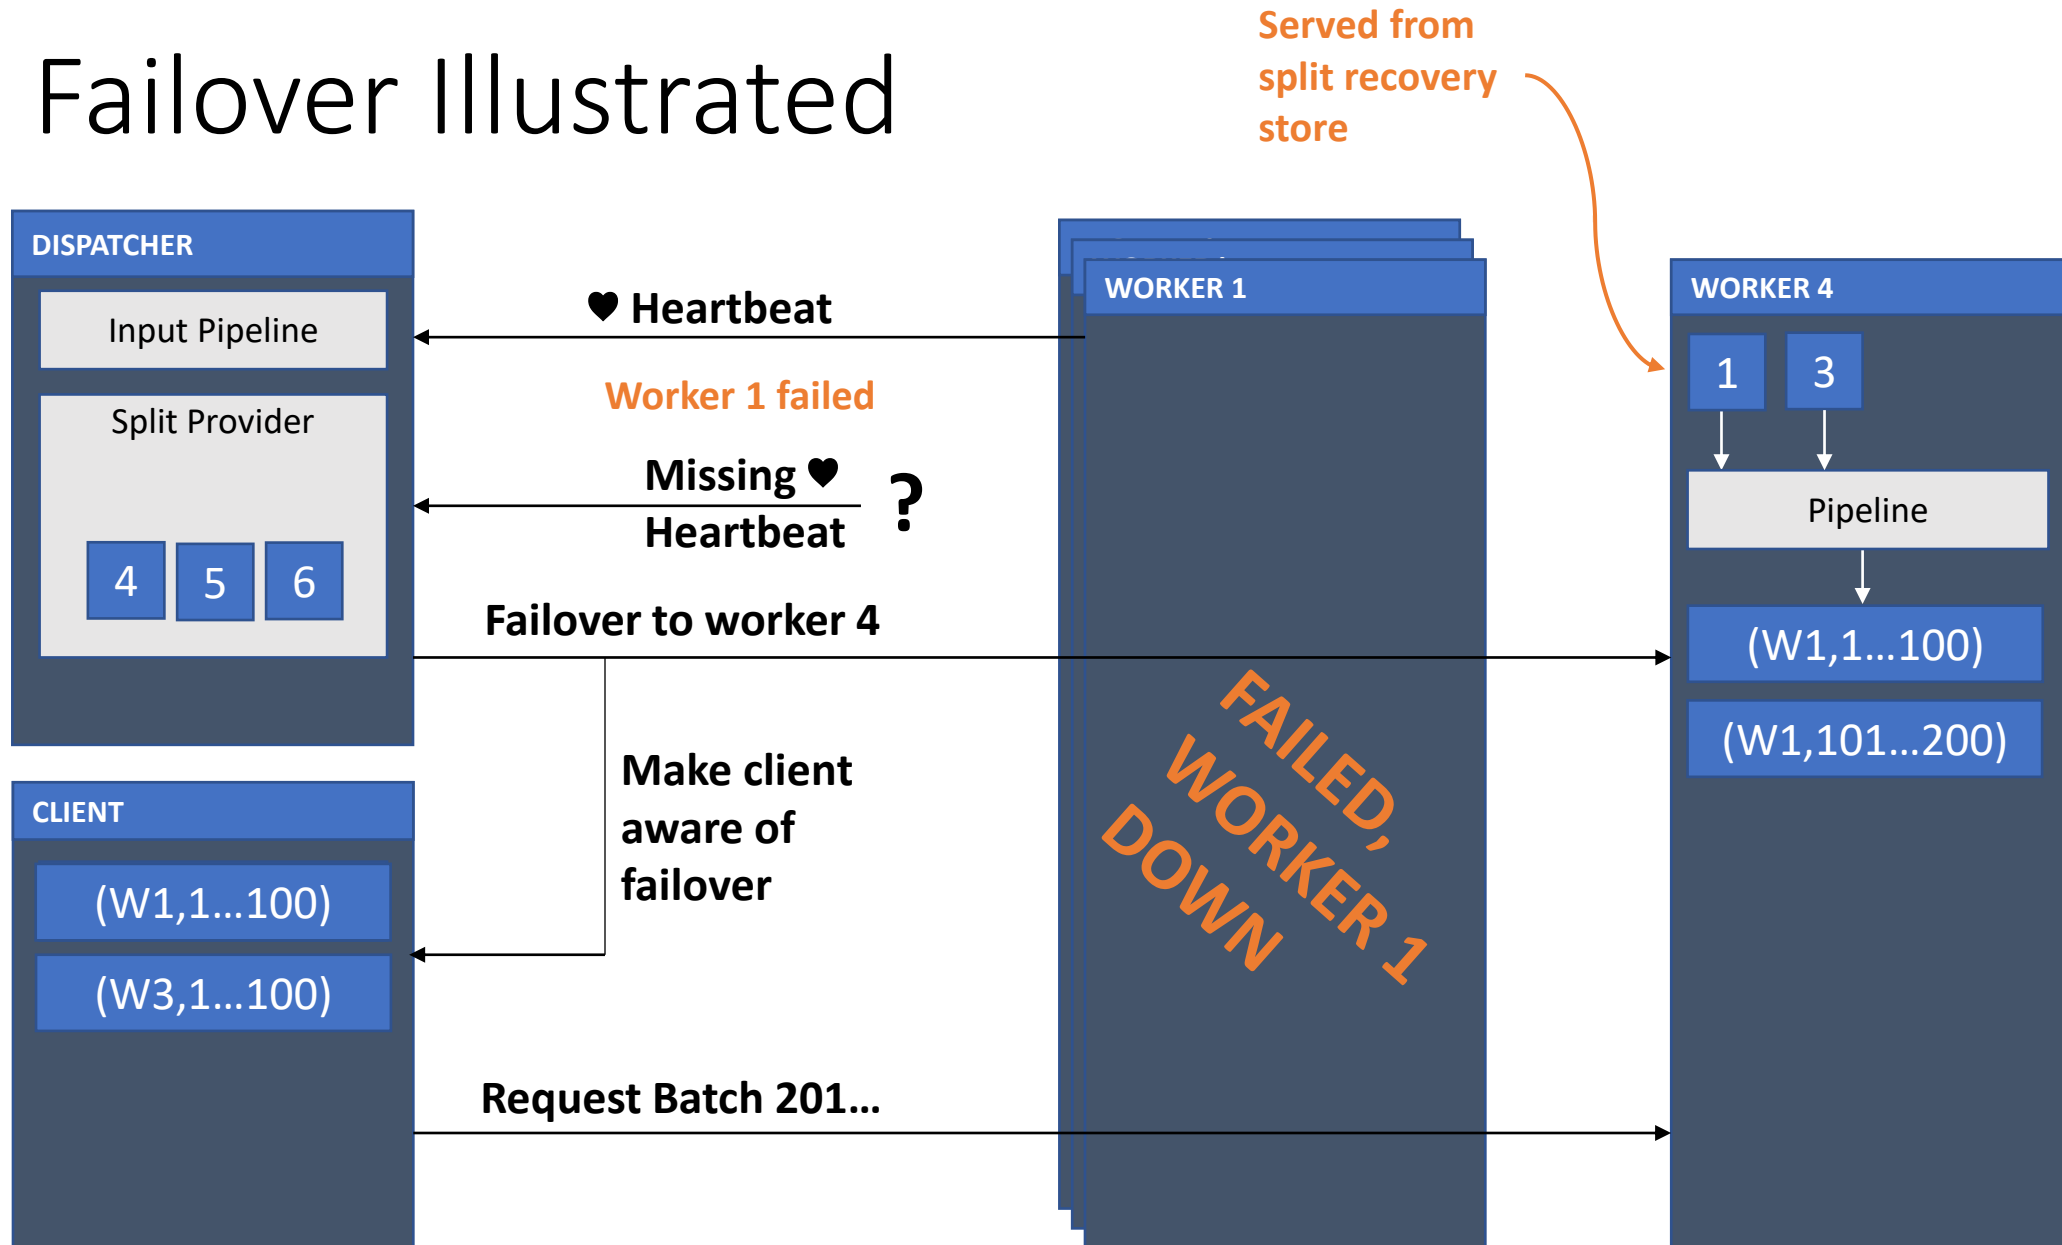 Failover Illustrated
Served from
split recovery
store
DISPATCHER
Input Pipeline
Split Provider
4 5 6
♥ Heartbeat
Worker 1 failed
Missing ♥
Heartbeat
?
Failover to worker 4
Make client
aware of
failover
CLIENT
(W1,1...100)
(W3,1...100)
Request Batch 201...
WORKER 1
FAILED,
WORKER 1
DOWN
WORKER 4
1 3
Pipeline
(W1,1...100)
(W1,101...200)